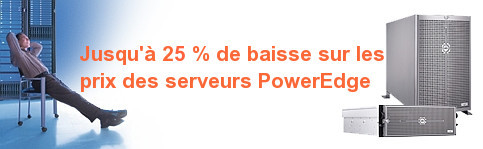 Jusqu'à 25 % de baisse sur les
prix des serveurs PowerEdge